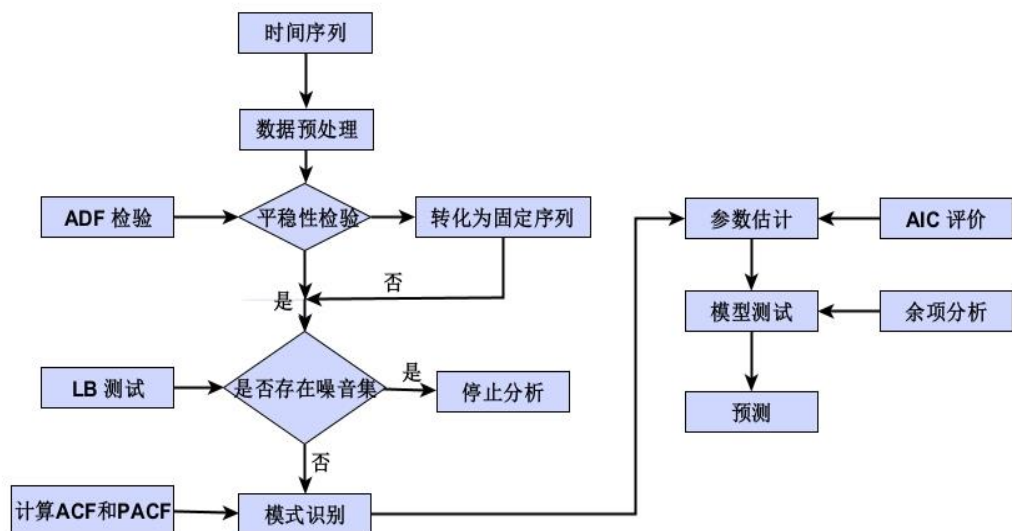 时间序列
数据预处理
ADF 检验
平稳性检验
转化为固定序列
参数估计
AIC 评价
是
否
模型测试
余项分析
LB 测试
是否存在噪音集
是
停止分析
预测
否
计算ACF和PACF
模式识别